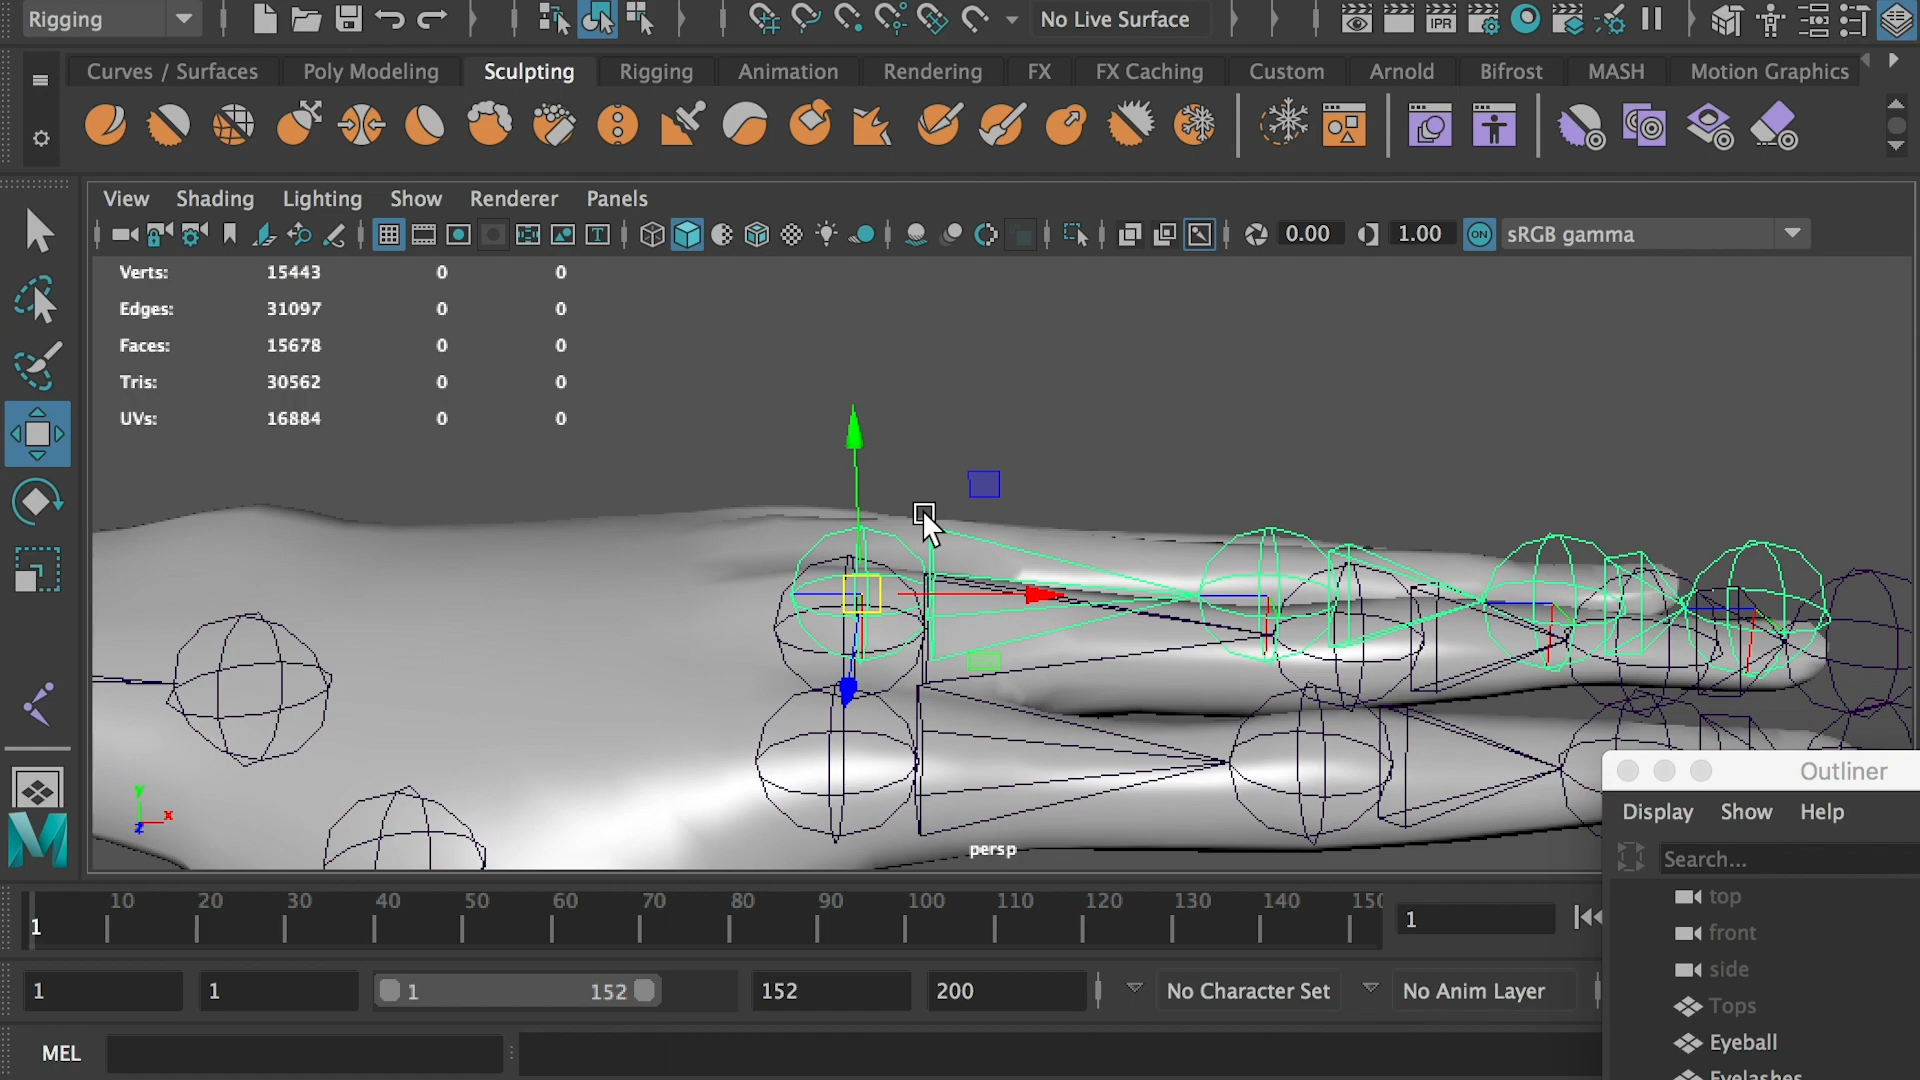 Rigging
No Live Surface
IPR
Curves / Surfaces Poly Modeling Sculpting Rigging Animation Rendering FX FX Caching Custom Arnold Bifrost MASH Motion Graphics
View Shading Lighting Show Renderer Panels
T 0.00 1.00 ON sRGB gamma
Verts: 15443 0 0
Edges: 31097 0 0
Faces: 15678 0 0
Tris: 30562 0 0
UVs: 16884 0 0
y
x
z
persp
Outliner
Display Show Help
Search...
top
front
side
Tops
Eyeball
Eyelashes
1 10 20 30 40 50 60 70 80 90 100 110 120 130 140 150
1
1 1 1 152 152 200 No Character Set No Anim Layer
MEL